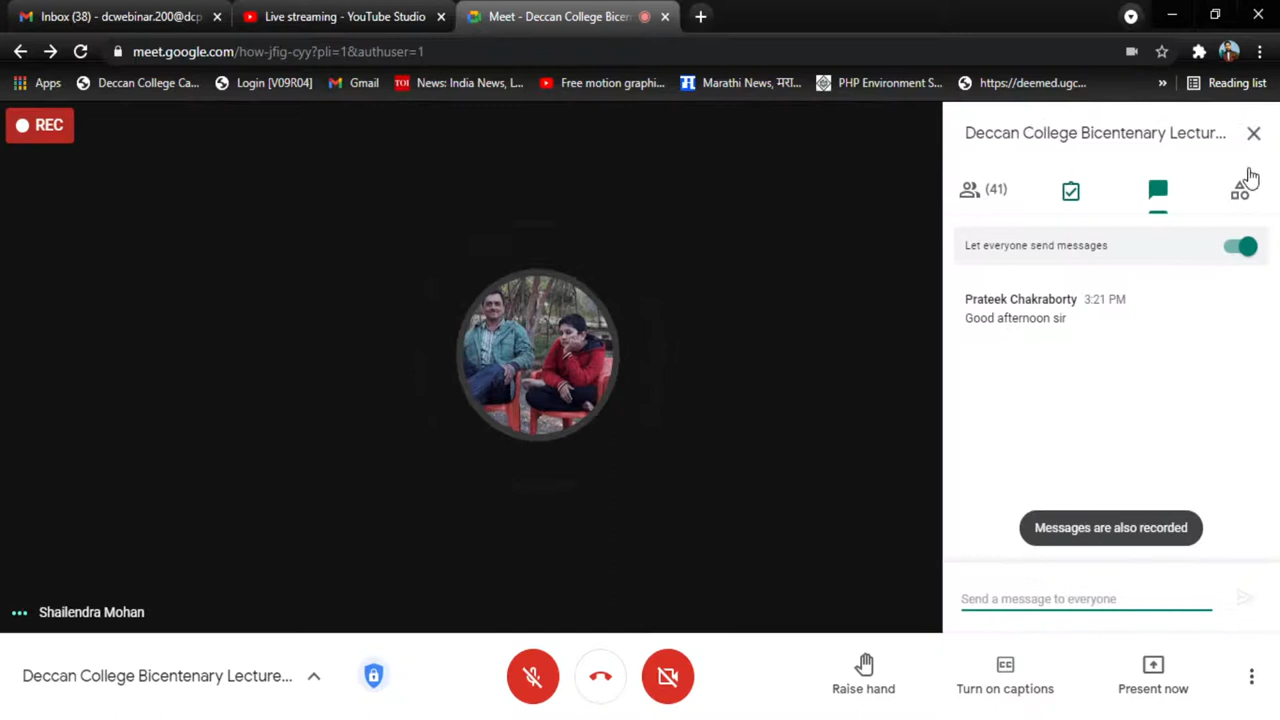 Inbox (38) - dcwebinar.200@dcp
Live streaming - YouTube Studio
Meet - Deccan College Bicen
meet.google.com/how-jfig-cyy?pli=1&authuser=1
Apps
Deccan College Ca...
Login [V09R04]
Gmail
TOI
News: India News, L...
Free motion graphi...
Marathi News, मरा...
PHP Environment S...
https://deemed.ugc...
»
Reading list
REC
Deccan College Bicentenary Lectur...
(41)
Let everyone send messages
Prateek Chakraborty 3:21 PM
Good afternoon sir
Messages are also recorded
Send a message to everyone
Shailendra Mohan
Deccan College Bicentenary Lecture...
Raise hand
CC
Turn on captions
Present now